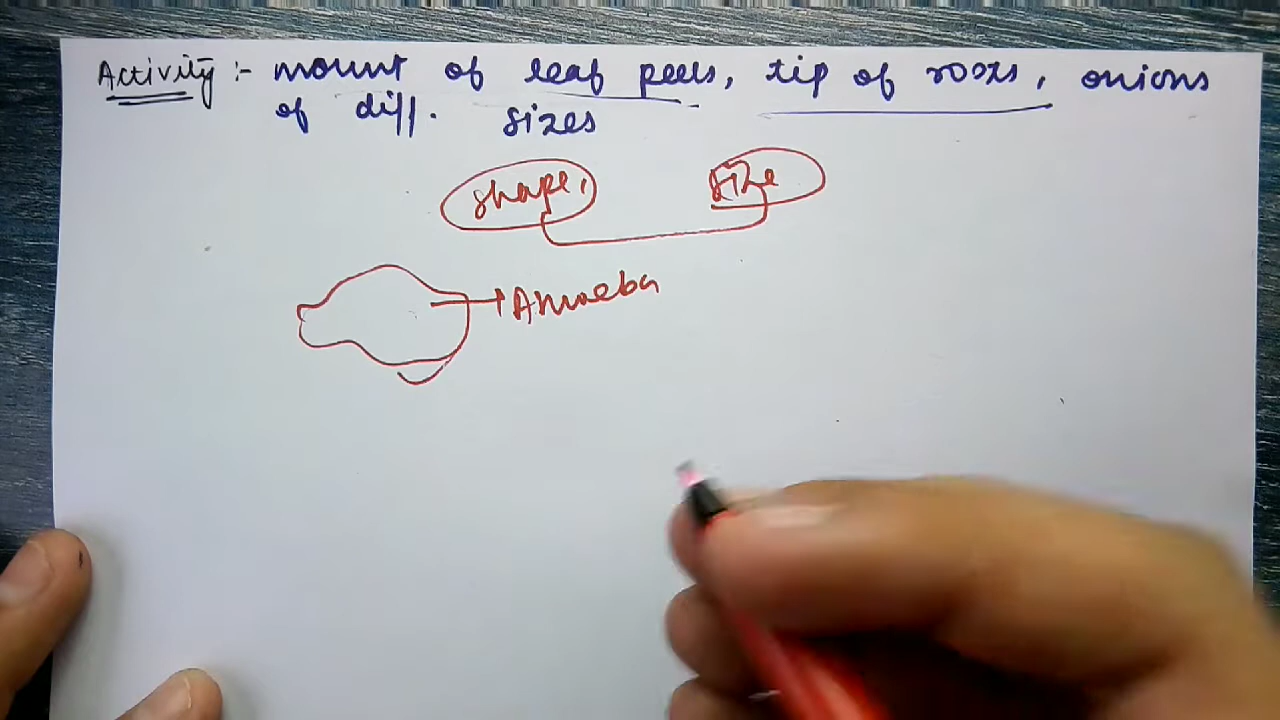 Activity :- mount of leaf peels, tip of roots, onions
of diff. sizes
shape, size
Amoeba